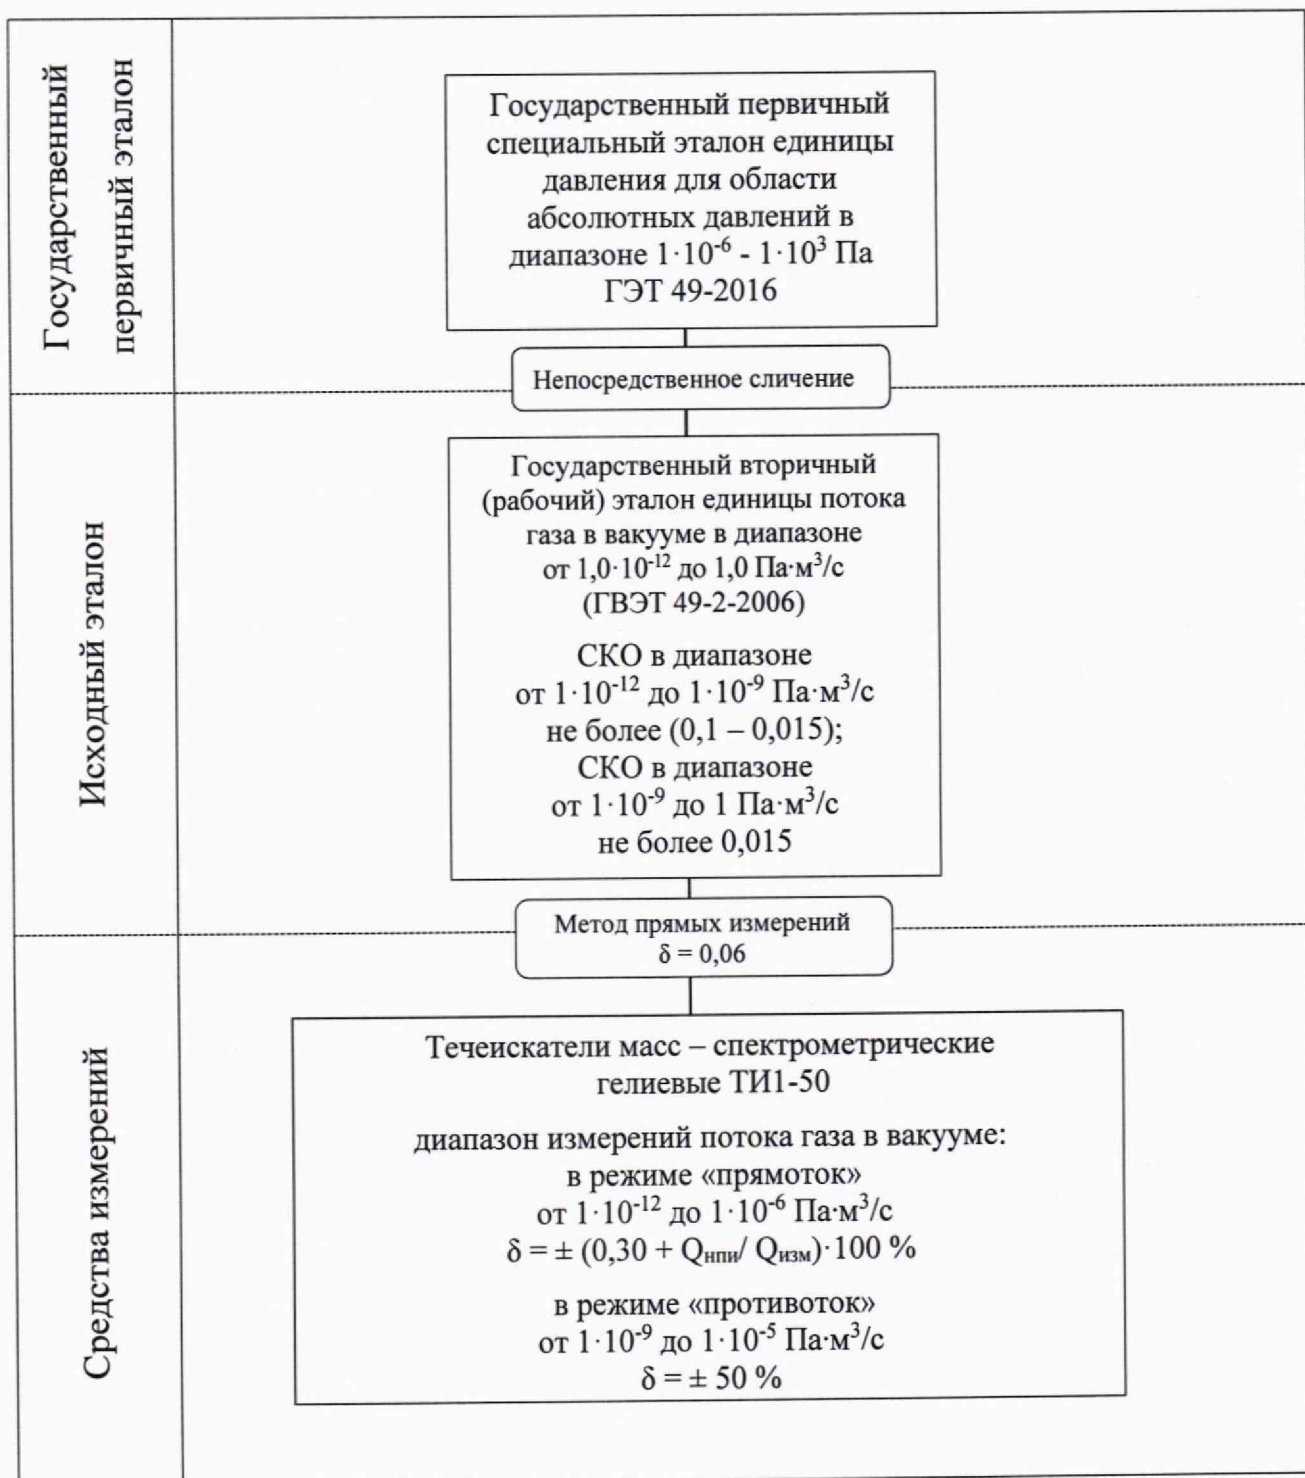 Государственный
первичный эталон
Государственный первичный
специальный эталон единицы
давления для области
абсолютных давлений в
диапазоне 1·10⁻⁶ - 1·10³ Па
ГЭТ 49-2016
Непосредственное сличение
Исходный эталон
Государственный вторичный
(рабочий) эталон единицы потока
газа в вакууме в диапазоне
от 1,0·10⁻¹² до 1,0 Па·м³/с
(ГВЭТ 49-2-2006)
СКО в диапазоне
от 1·10⁻¹² до 1·10⁻⁹ Па·м³/с
не более (0,1 – 0,015);
СКО в диапазоне
от 1·10⁻⁹ до 1 Па·м³/с
не более 0,015
Метод прямых измерений
δ = 0,06
Средства измерений
Течеискатели масс – спектрометрические
гелиевые ТИ1-50
диапазон измерений потока газа в вакууме:
в режиме «прямоток»
от 1·10⁻¹² до 1·10⁻⁶ Па·м³/с
δ = ± (0,30 + Qнпи/ Qизм)·100 %
в режиме «противоток»
от 1·10⁻⁹ до 1·10⁻⁵ Па·м³/с
δ = ± 50 %